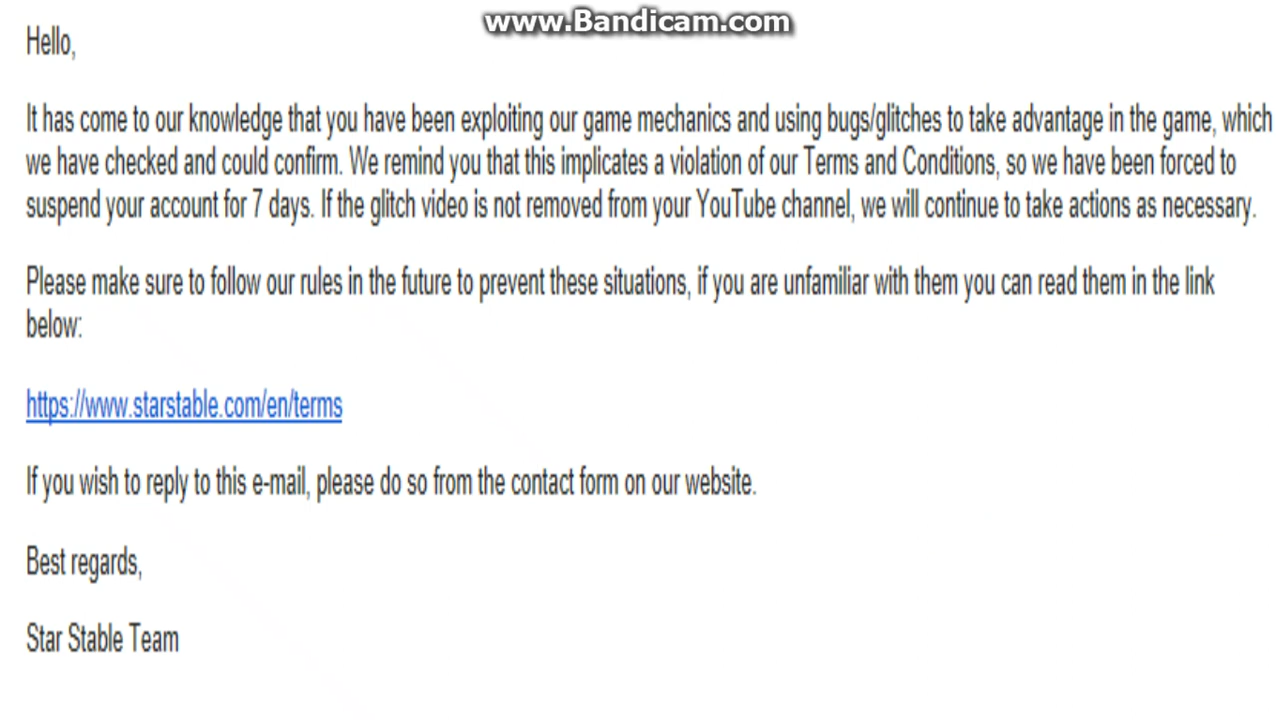 www.Bandicam.com
Hello,
It has come to our knowledge that you have been exploiting our game mechanics and using bugs/glitches to take advantage in the game, which
we have checked and could confirm. We remind you that this implicates a violation of our Terms and Conditions, so we have been forced to
suspend your account for 7 days. If the glitch video is not removed from your YouTube channel, we will continue to take actions as necessary.
Please make sure to follow our rules in the future to prevent these situations, if you are unfamiliar with them you can read them in the link
below:
https://www.starstable.com/en/terms
If you wish to reply to this e-mail, please do so from the contact form on our website.
Best regards,
Star Stable Team